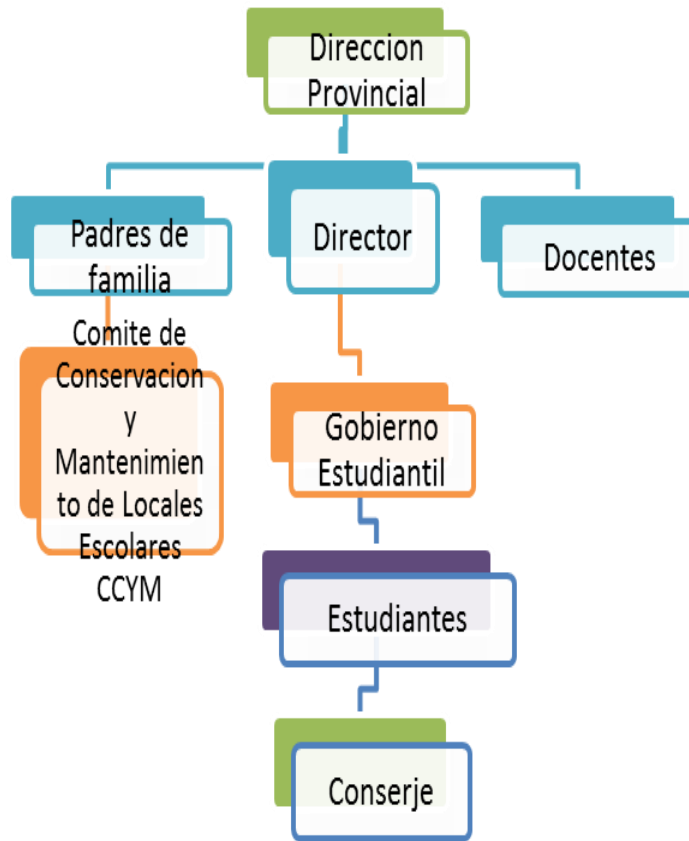 Direccion
Provincial
Padres de
familia
Director
Docentes
Comite de
Conservacion
y
Mantenimien
to de Locales
Escolares
CCYM
Gobierno
Estudiantil
Estudiantes
Conserje